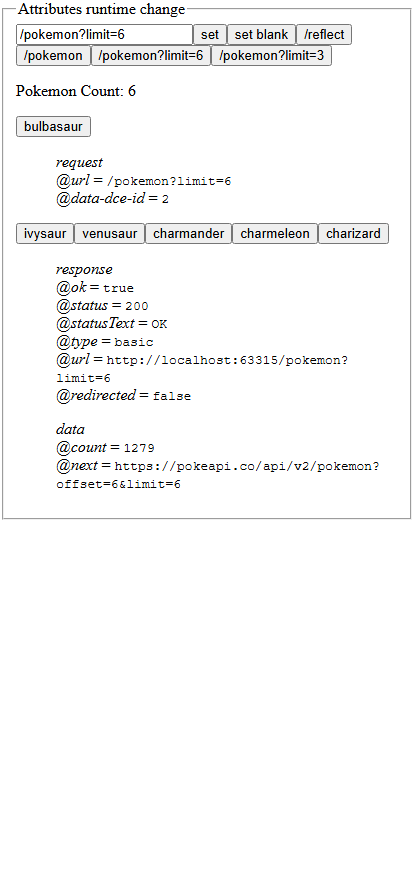 Attributes runtime change
/pokemon?limit=6 set set blank /reflect
/pokemon /pokemon?limit=6 /pokemon?limit=3
Pokemon Count: 6
bulbasaur
request
@url = /pokemon?limit=6
@data-dce-id = 2
ivysaur venusaur charmander charmeleon charizard
response
@ok = true
@status = 200
@statusText = OK
@type = basic
@url = http://localhost:63315/pokemon?
limit=6
@redirected = false
data
@count = 1279
@next = https://pokeapi.co/api/v2/pokemon?
offset=6&limit=6